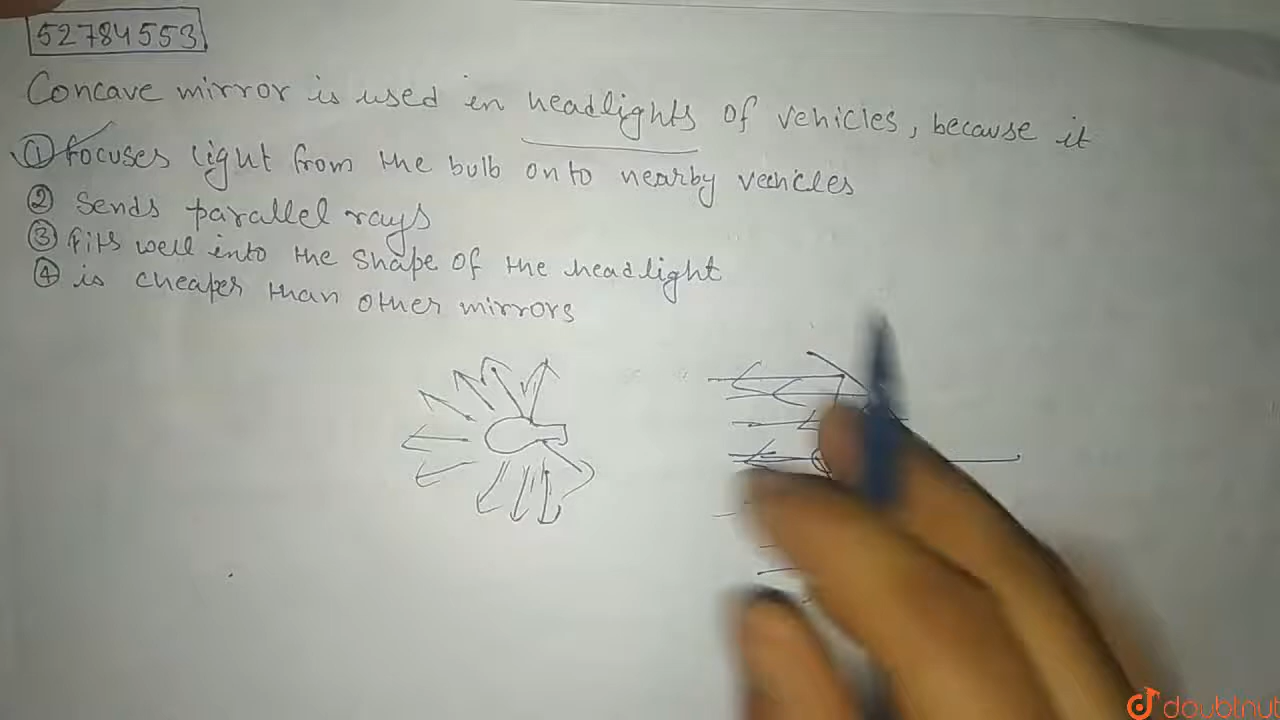 52784553
Concave mirror is used in headlights of vehicles, because it
① focuses light from the bulb onto nearby vechicles
② Sends parallel rays
③ fits well into the shape of the headlight
④ is cheaper than other mirrors
doubtnut